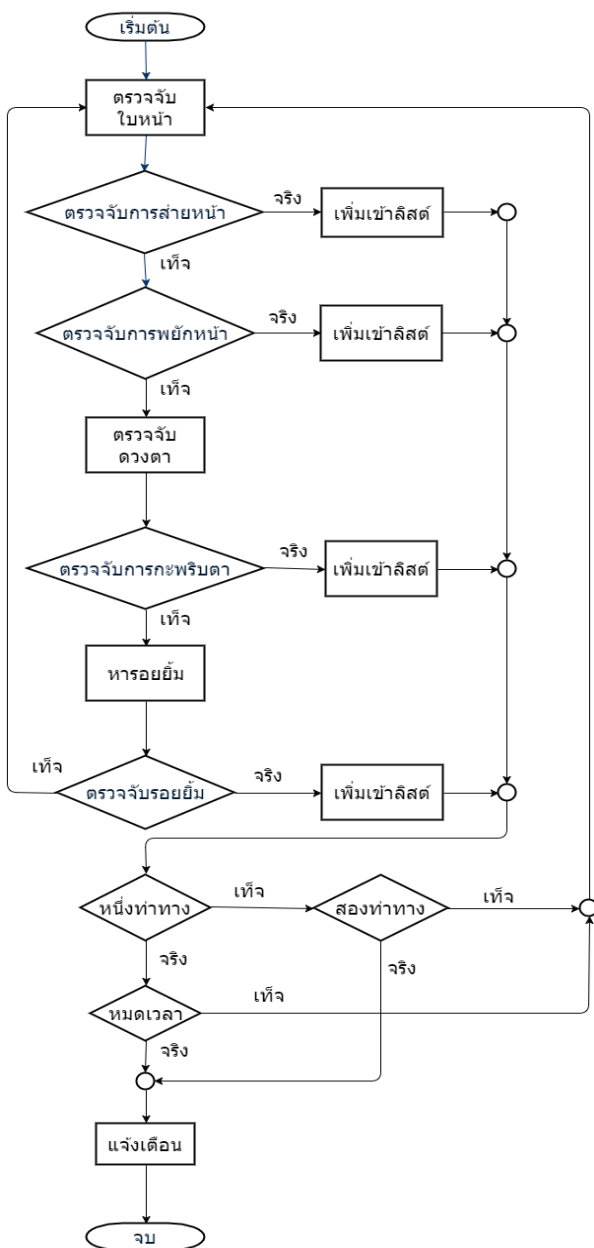 เริ่มต้น
ตรวจจับ
ใบหน้า
ตรวจจับการส่ายหน้า
จริง
เพิ่มเข้าลิสต์
เท็จ
ตรวจจับการพยักหน้า
จริง
เพิ่มเข้าลิสต์
เท็จ
ตรวจจับ
ดวงตา
ตรวจจับการกะพริบตา
จริง
เพิ่มเข้าลิสต์
เท็จ
หารอยยิ้ม
เท็จ
ตรวจจับรอยยิ้ม
จริง
เพิ่มเข้าลิสต์
หนึ่งท่าทาง
เท็จ
สองท่าทาง
เท็จ
จริง
จริง
หมดเวลา
เท็จ
จริง
แจ้งเตือน
จบ